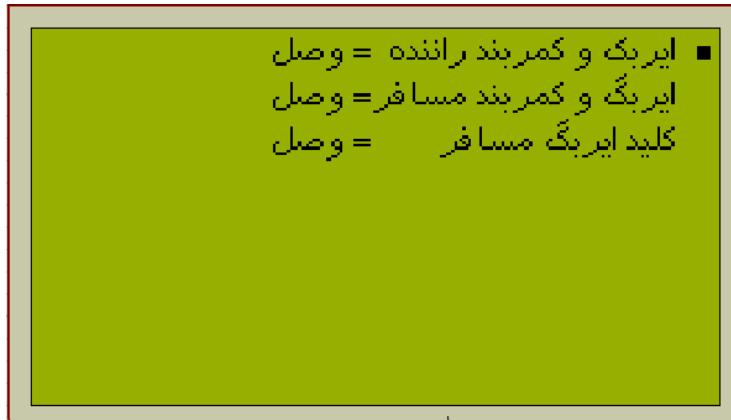 ■ ایربک و کمربند راننده = وصل
ایربگ و کمربند مسافر= وصل
کلید ایربگ مسافر = وصل